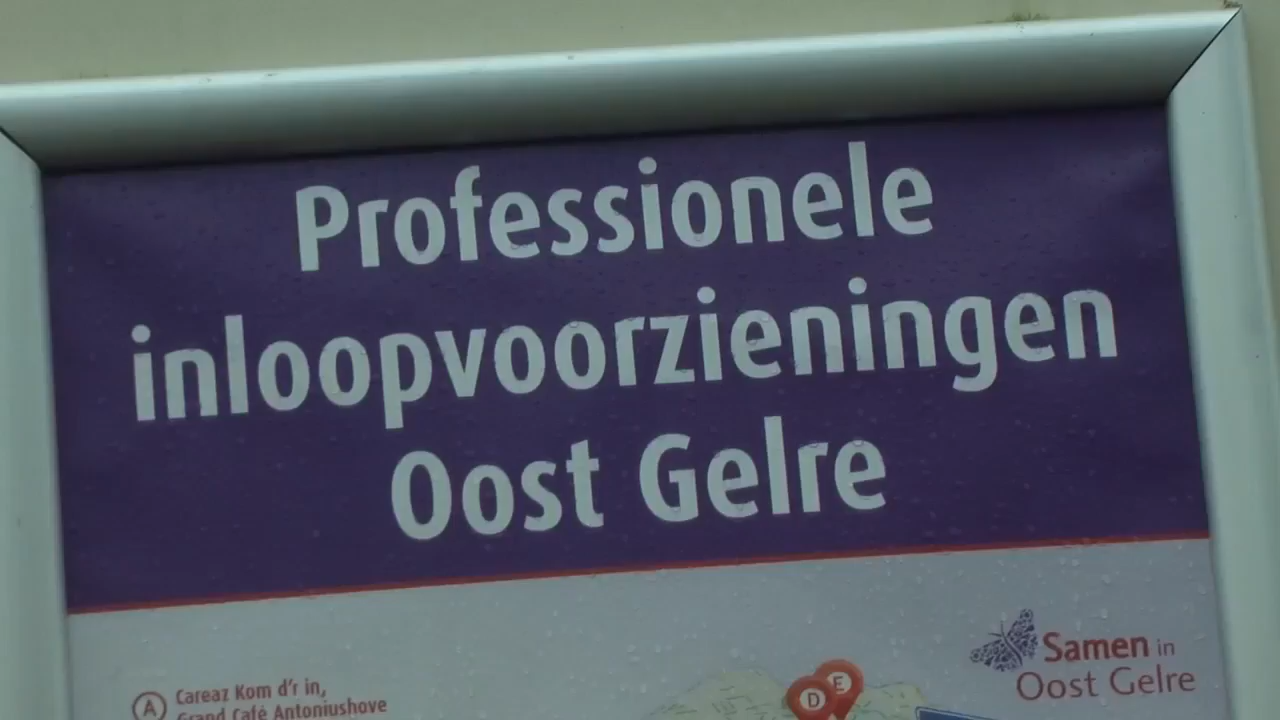 Professionele
inloopvoorzieningen
Oost Gelre
Samen in
Oost Gelre
A
Careaz Kom d'r in,
Grand Café Antoniushove
D
E